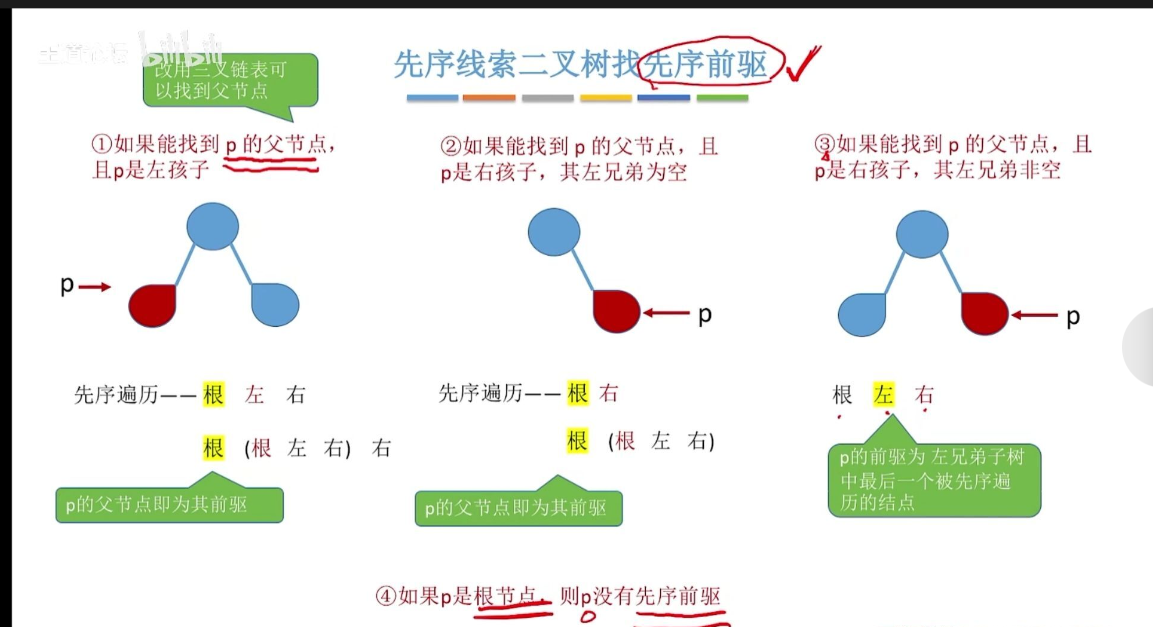 王道论坛 bilibili
改用三叉链表可
以找到父节点
先序线索二叉树找先序前驱
①如果能找到 p 的父节点，
且p是左孩子
②如果能找到 p 的父节点，且
p是右孩子，其左兄弟为空
③如果能找到 p 的父节点，且
p是右孩子，其左兄弟非空
p
p
p
先序遍历——根 左 右
根 (根 左 右) 右
p的父节点即为其前驱
先序遍历——根 右
根 (根 左 右)
p的父节点即为其前驱
根 左 右
p的前驱为 左兄弟子树
中最后一个被先序遍
历的结点
④如果p是根节点，则p没有先序前驱